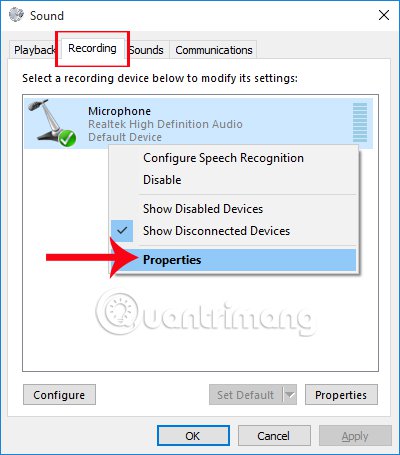 Sound
Playback Recording Sounds Communications
Select a recording device below to modify its settings:
Microphone
Realtek High Definition Audio
Default Device
Configure Speech Recognition
Disable
Show Disabled Devices
Show Disconnected Devices
Properties
Quantrimang
Configure Set Default Properties
OK Cancel Apply